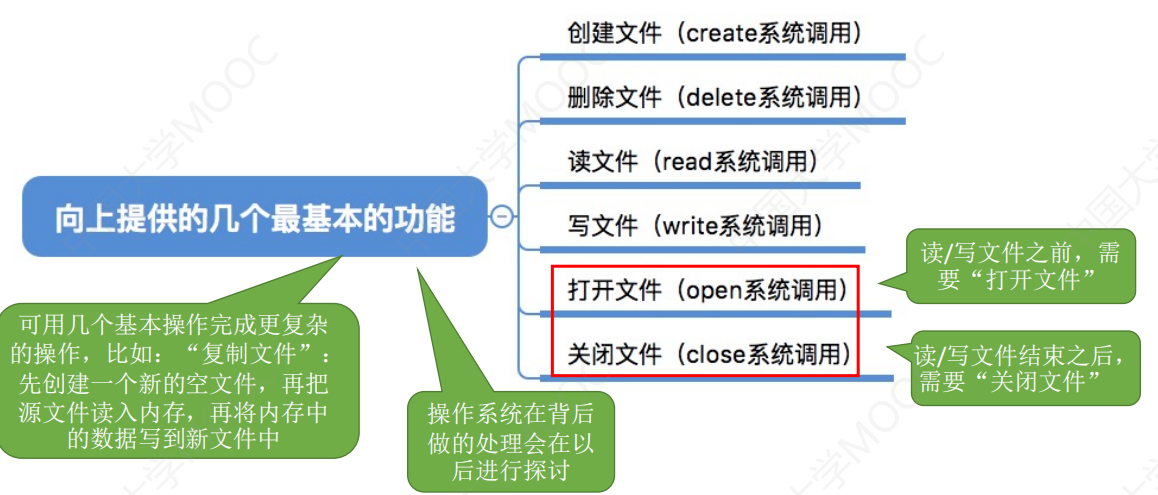 创建文件（create系统调用）
删除文件（delete系统调用）
读文件（read系统调用）
向上提供的几个最基本的功能
写文件（write系统调用）
打开文件（open系统调用）
关闭文件（close系统调用）
读/写文件之前，需
要“打开文件”
读/写文件结束之后，
需要“关闭文件”
可用几个基本操作完成更复杂
的操作，比如：“复制文件”：
先创建一个新的空文件，再把
源文件读入内存，再将内存中
的数据写到新文件中
操作系统在背后
做的处理会在以
后进行探讨
中国大学MOOC